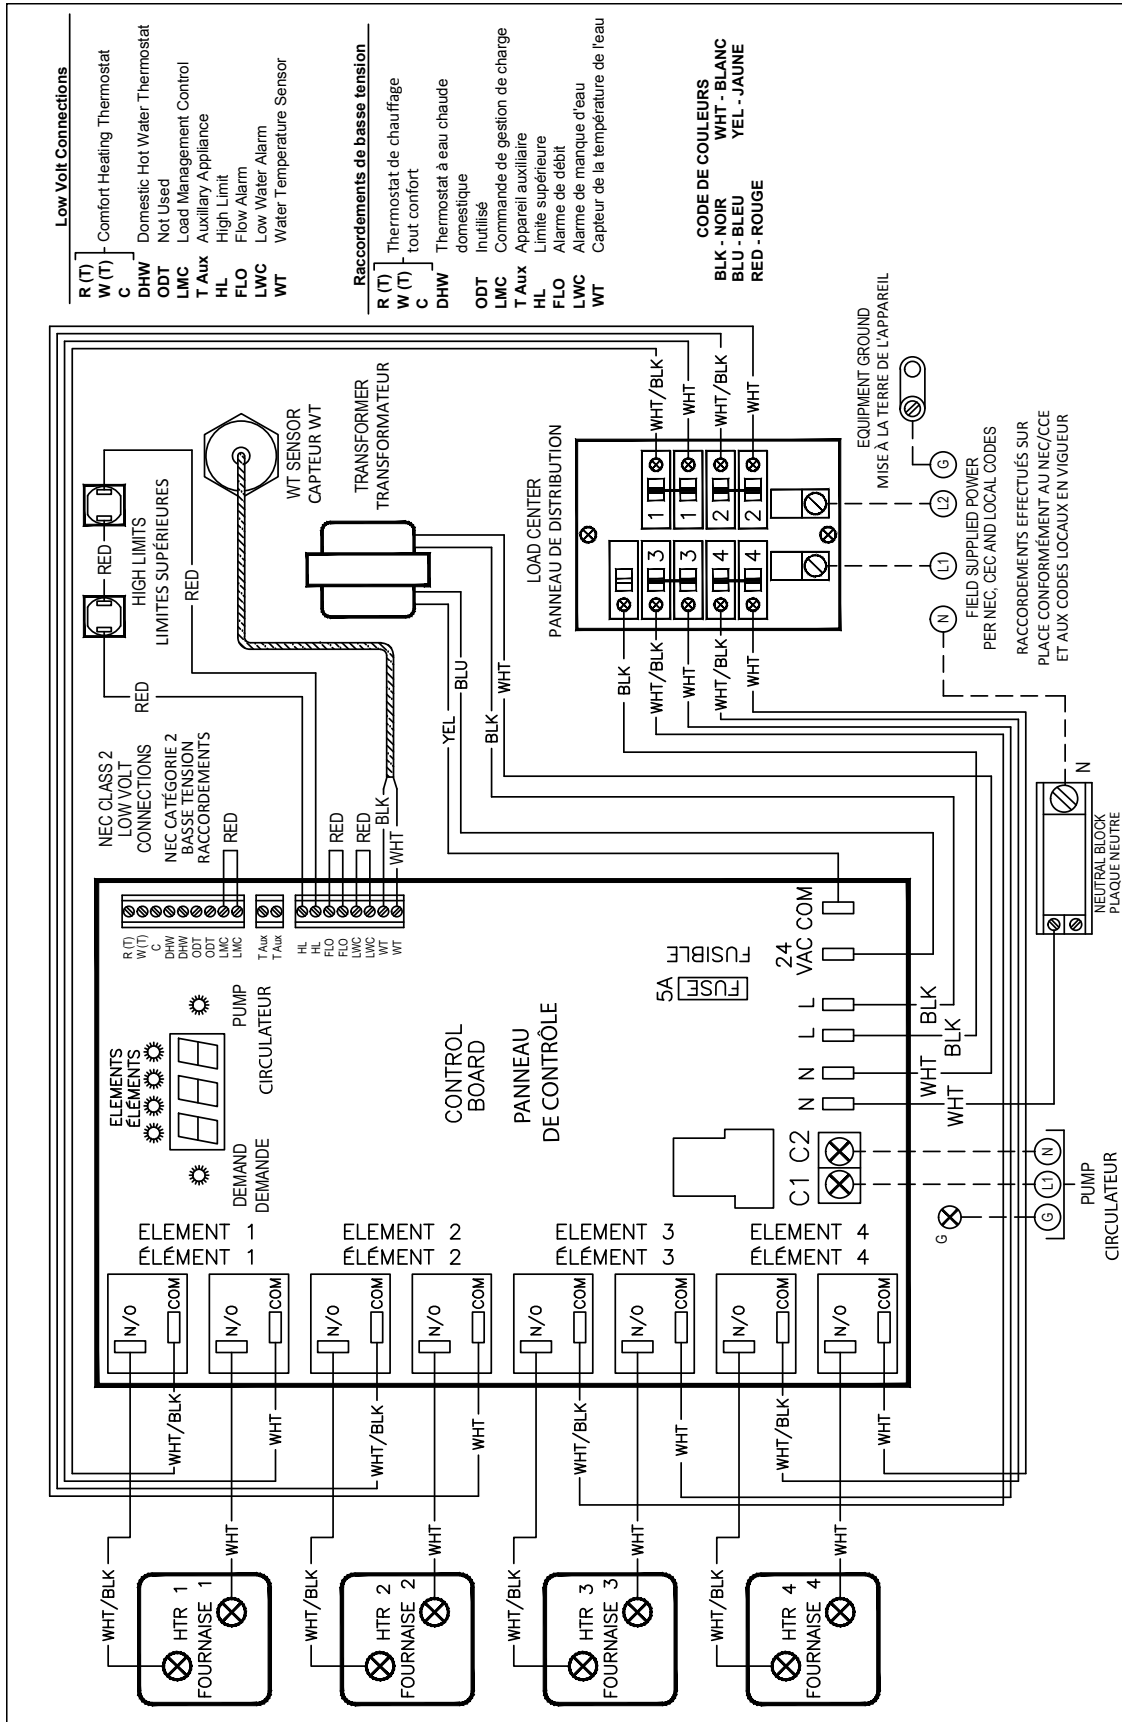 Low Volt Connections
R (T)
W (T)
Comfort Heating Thermostat
C
DHW Domestic Hot Water Thermostat
ODT Not Used
LMC Load Management Control
T Aux Auxillary Appliance
HL High Limit
FLO Flow Alarm
LWC Low Water Alarm
WT Water Temperature Sensor
Raccordements de basse tension
R (T)
W (T)
Thermostat de chauffage
tout confort
C
DHW Thermostat à eau chaude
domestique
ODT Inutilisé
LMC Commande de gestion de charge
T Aux Appareil auxiliaire
HL Limite supérieure
FLO Alarme de débit
LWC Alarme de manque d'eau
WT Capteur de la température de l'eau
CODE DE COULEURS
BLK - NOIR WHT - BLANC
BLU - BLEU YEL - JAUNE
RED - ROUGE
RED
RED
RED
HIGH LIMITS
LIMITES SUPÉRIEURES
WT SENSOR
CAPTEUR WT
TRANSFORMER
TRANSFORMATEUR
YEL
BLU
BLK
WHT
NEC CLASS 2
LOW VOLT
CONNECTIONS
NEC CATÉGORIE 2
BASSE TENSION
RACCORDEMENTS
RED
RED
RED
BLK
WHT
R (T)
W (T)
C
DHW
DHW
ODT
ODT
LMC
LMC
T Aux
T Aux
HL
HL
FLO
FLO
LWC
LWC
WT
WT
ELEMENTS
ÉLÉMENTS
PUMP
CIRCULATEUR
DEMAND
DEMANDE
CONTROL
BOARD
PANNEAU
DE CONTRÔLE
5A
FUSE
FUSIBLE
24
VAC COM
L
L
N
N
C1 C2
BLK
BLK
WHT
WHT
LOAD CENTER
PANNEAU DE DISTRIBUTION
1
1
2
2
3
3
4
4
WHT/BLK
WHT
WHT/BLK
WHT
BLK
WHT/BLK
WHT
WHT/BLK
WHT
EQUIPMENT GROUND
MISE À LA TERRE DE L'APPAREIL
G
L2
L1
N
FIELD SUPPLIED POWER
PER NEC, CEC AND LOCAL CODES
RACCORDEMENTS EFFECTUÉS SUR
PLACE CONFORMÉMENT AU NEC/CCE
ET AUX CODES LOCAUX EN VIGUEUR
N
NEUTRAL BLOCK
PLAQUE NEUTRE
G
G
L1
N
PUMP
CIRCULATEUR
ELEMENT 1
ÉLÉMENT 1
ELEMENT 2
ÉLÉMENT 2
ELEMENT 3
ÉLÉMENT 3
ELEMENT 4
ÉLÉMENT 4
N/O
COM
N/O
COM
N/O
COM
N/O
COM
N/O
COM
N/O
COM
N/O
COM
N/O
COM
WHT/BLK
WHT
WHT/BLK
WHT
WHT/BLK
WHT
WHT/BLK
WHT
WHT/BLK
WHT
WHT/BLK
WHT
WHT/BLK
WHT
WHT/BLK
WHT
HTR 1
FOURNAISE 1
HTR 2
FOURNAISE 2
HTR 3
FOURNAISE 3
HTR 4
FOURNAISE 4